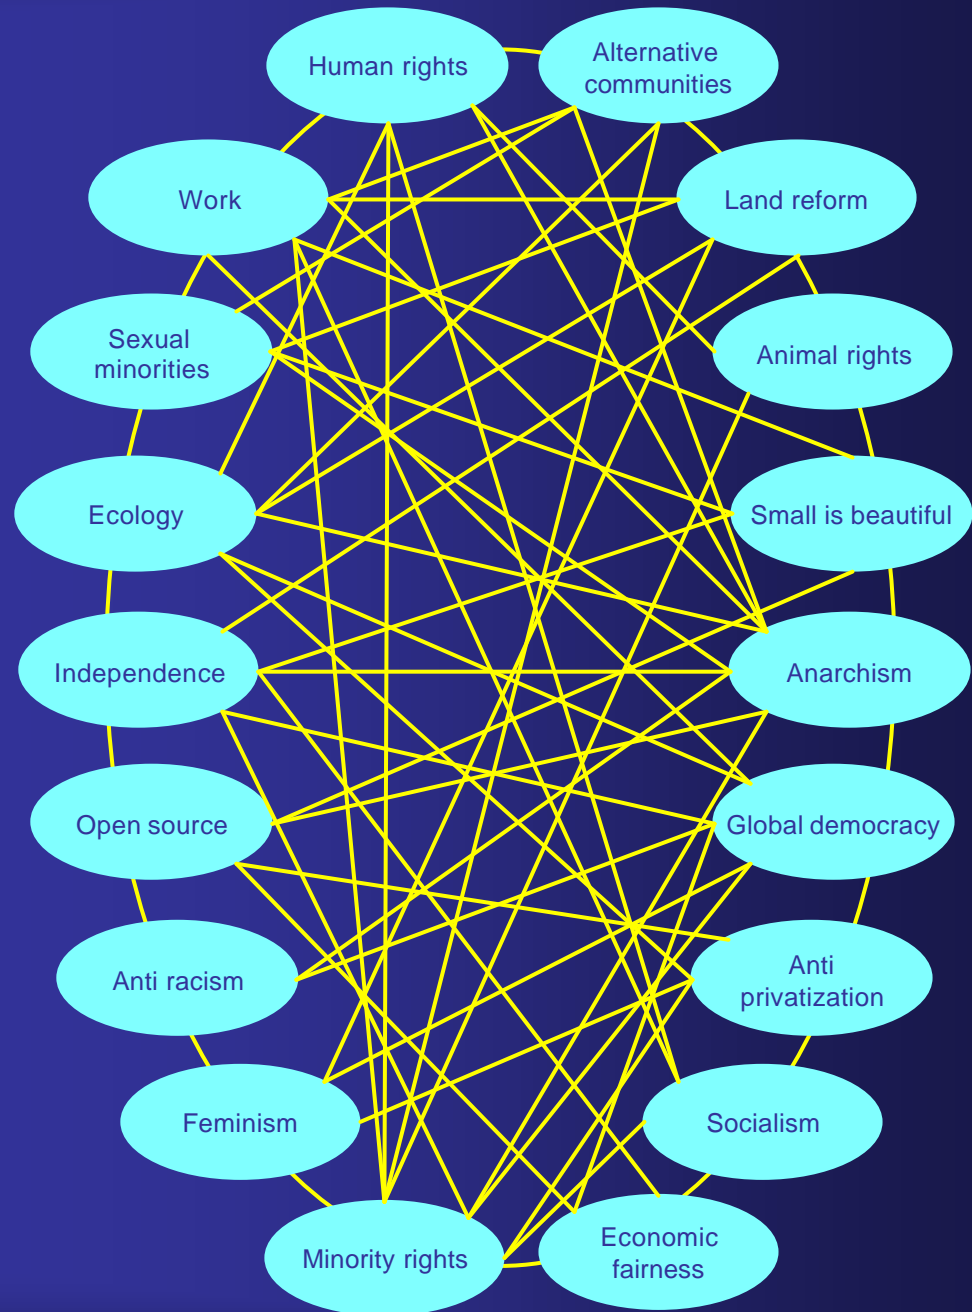 Human rights
Alternative
communities
Work
Land reform
Sexual
minorities
Animal rights
Ecology
Small is beautiful
Independence
Anarchism
Open source
Global democracy
Anti racism
Anti
privatization
Feminism
Socialism
Minority rights
Economic
fairness